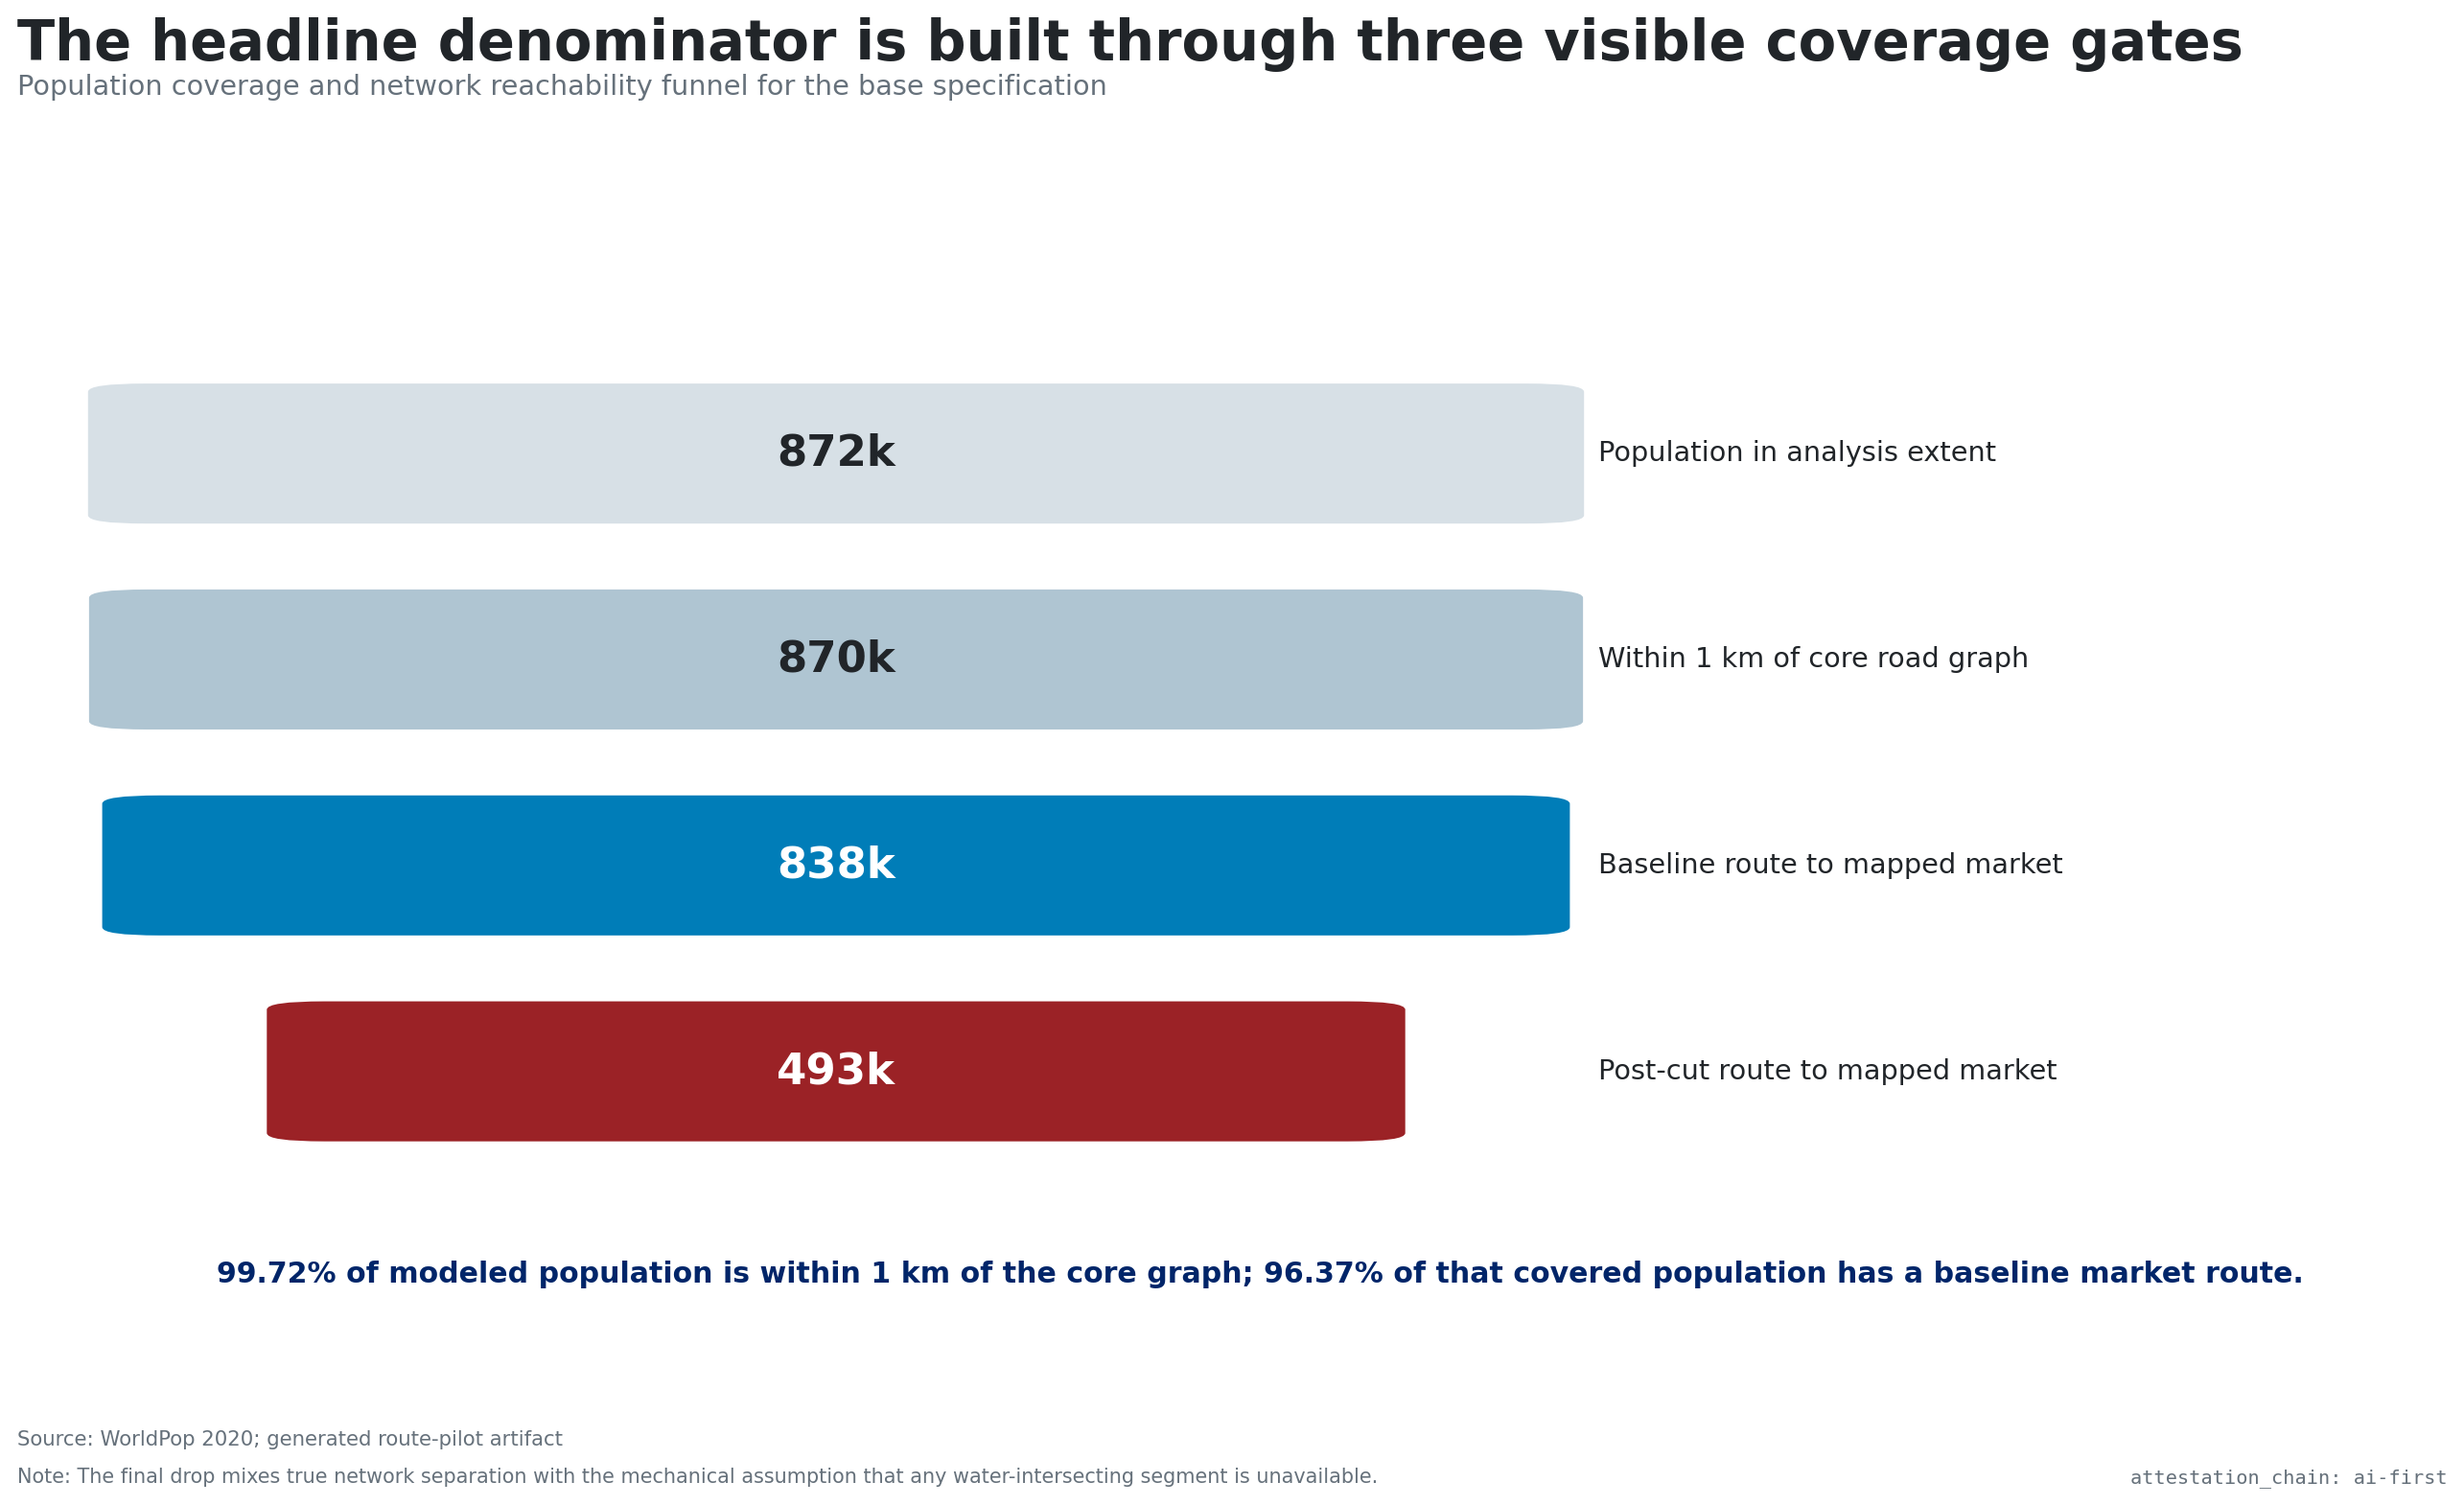 The headline denominator is built through three visible coverage gates
Population coverage and network reachability funnel for the base specification
872k
Population in analysis extent
870k
Within 1 km of core road graph
838k
Baseline route to mapped market
493k
Post-cut route to mapped market
99.72% of modeled population is within 1 km of the core graph; 96.37% of that covered population has a baseline market route.
Source: WorldPop 2020; generated route-pilot artifact
Note: The final drop mixes true network separation with the mechanical assumption that any water-intersecting segment is unavailable.
attestation_chain: ai-first